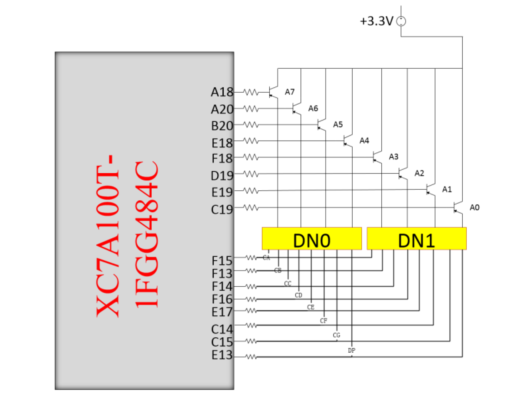 +3.3V
A18
A7
A20
A6
B20
A5
E18
A4
F18
A3
D19
A2
E19
A1
C19
A0
XC7A100T-
1FGG484C
DN0
DN1
F15
CA
F13
CB
F14
CC
F16
CD
E17
CE
CF
C14
CG
C15
E13
DP